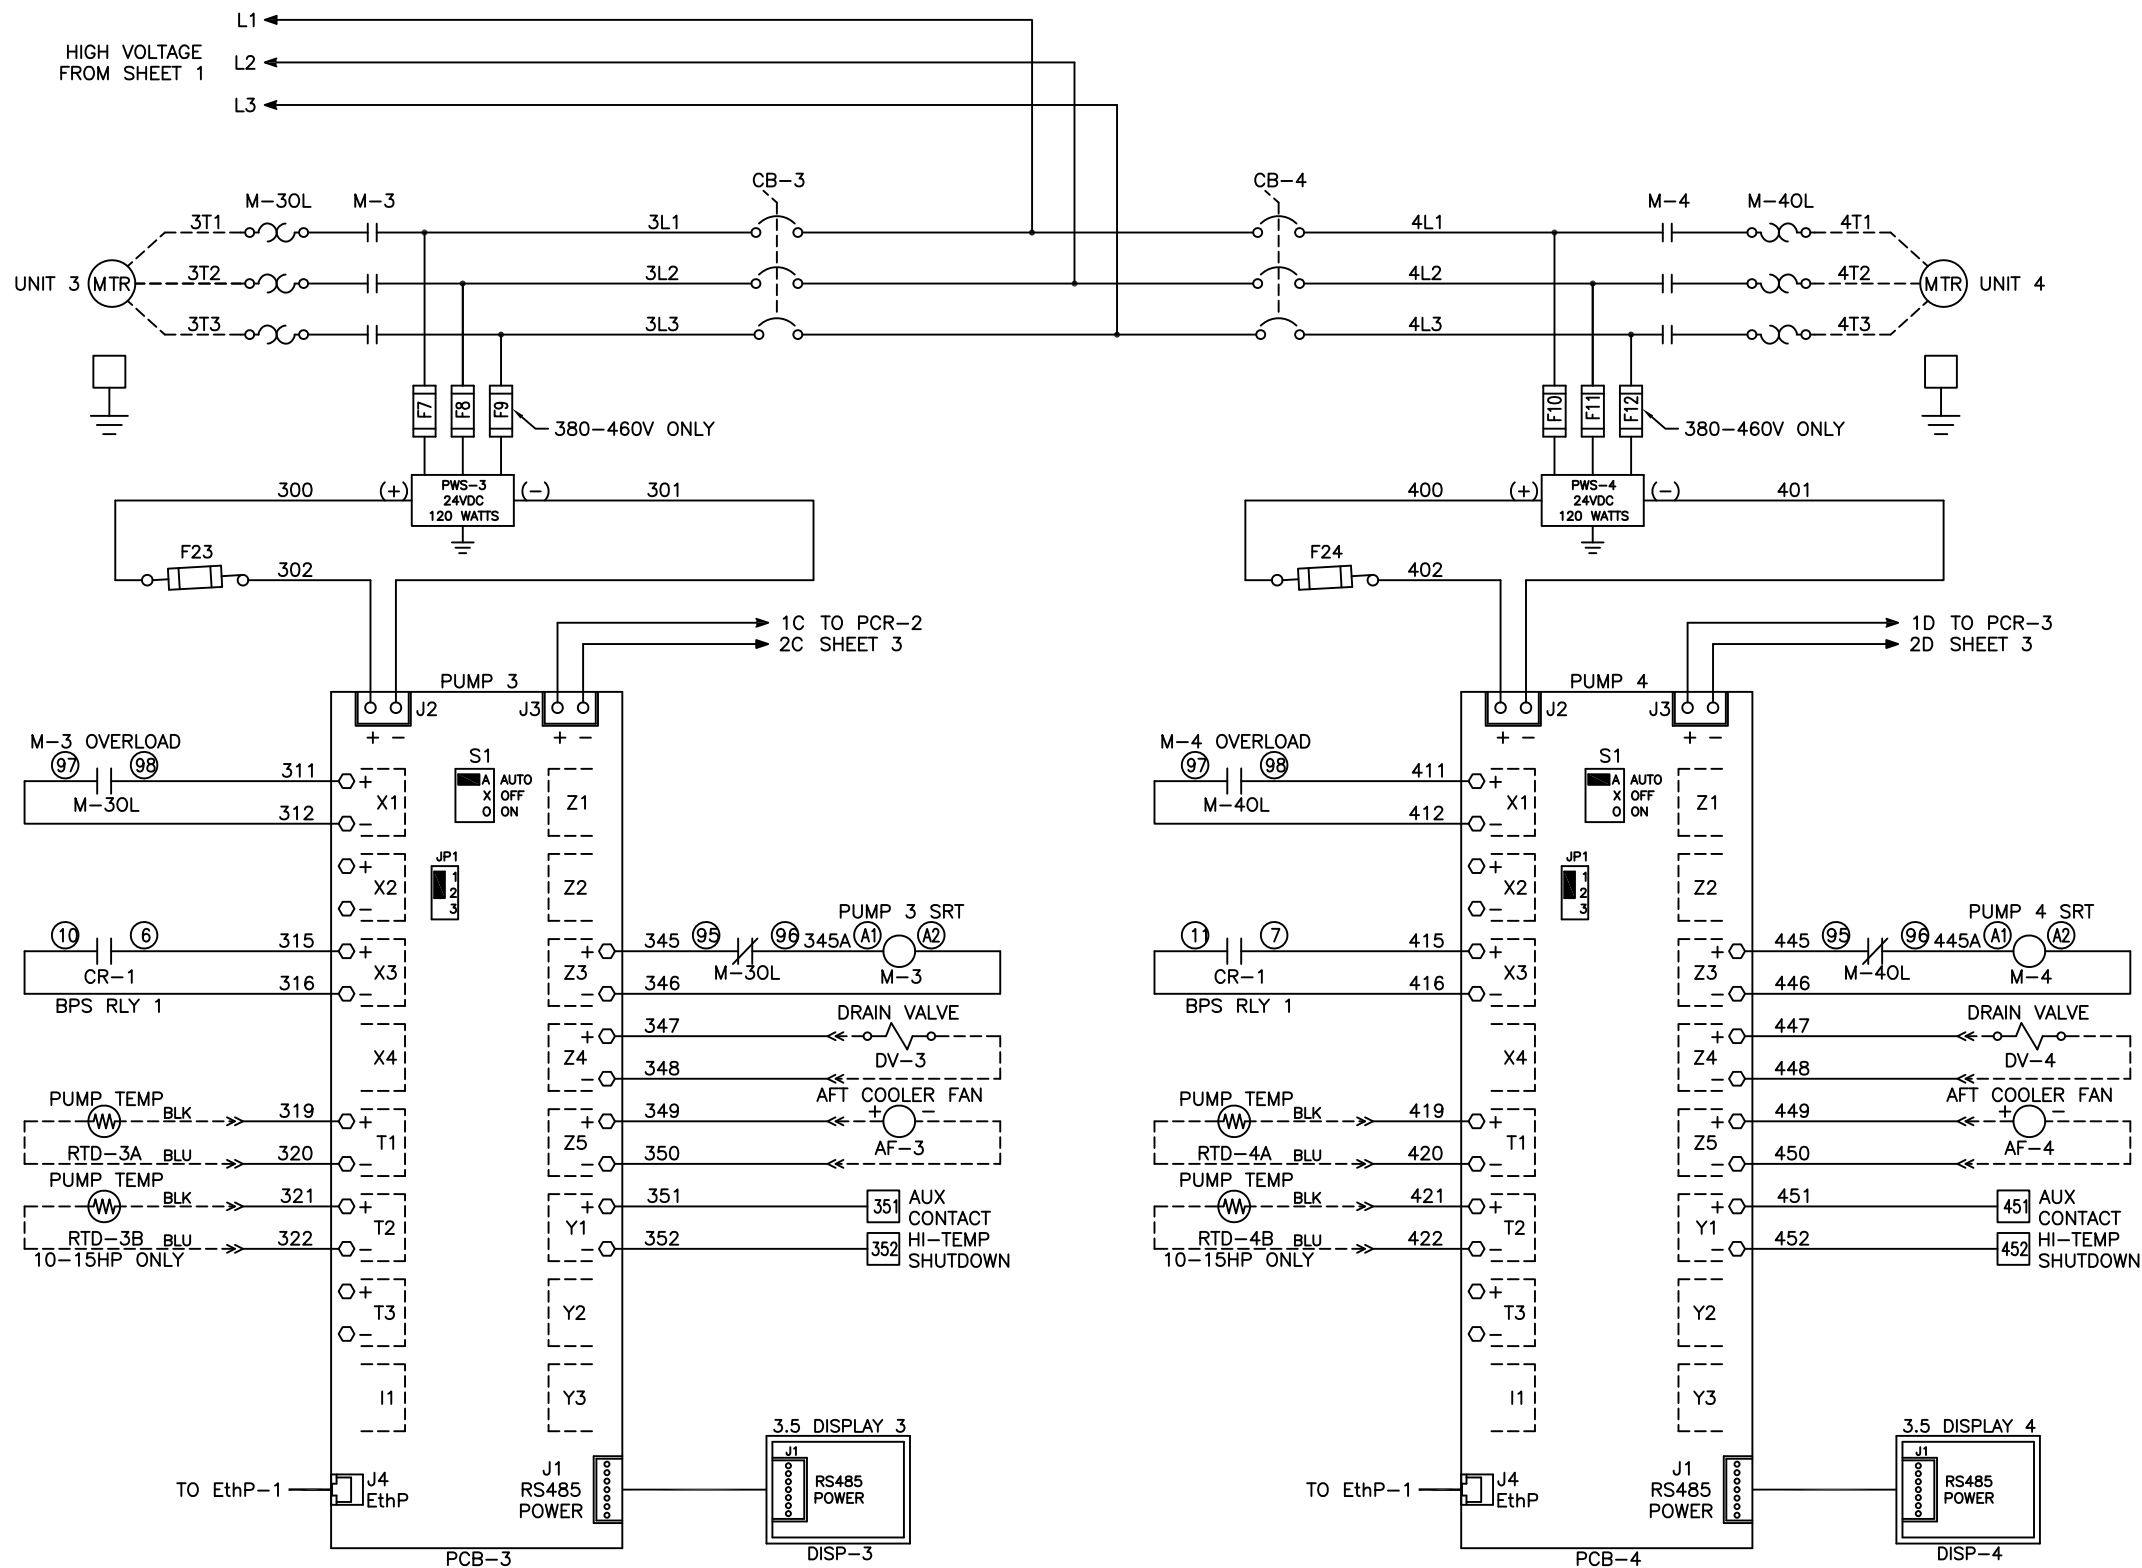 L1
HIGH VOLTAGE
FROM SHEET 1
L2
L3
CB-3
CB-4
M-3OL
M-3
M-4
M-4OL
3T1
3L1
4L1
4T1
UNIT 3
MTR
3T2
3L2
4L2
4T2
MTR
UNIT 4
3T3
3L3
4L3
4T3
F7
F8
F9
380-460V ONLY
F10
F11
F12
380-460V ONLY
300
(+)
PWS-3
24VDC
120 WATTS
(-)
301
400
(+)
PWS-4
24VDC
120 WATTS
(-)
401
F23
302
F24
402
1C TO PCR-2
2C SHEET 3
1D TO PCR-3
2D SHEET 3
PUMP 3
J2
J3
+ -
+ -
M-3 OVERLOAD
97
98
311
M-3OL
312
+
X1
-
S1
A AUTO
X OFF
O ON
Z1
JP1
1
2
3
+
X2
-
Z2
10
6
315
CR-1
316
BPS RLY 1
+
X3
-
+
Z3
-
345
95
96
345A
PUMP 3 SRT
A1
A2
M-3OL
M-3
346
X4
+
Z4
-
347
DRAIN VALVE
DV-3
348
PUMP TEMP
BLK
319
RTD-3A
BLU
320
+
T1
-
+
Z5
-
349
AFT COOLER FAN
+ -
AF-3
350
PUMP TEMP
BLK
321
RTD-3B
BLU
322
10-15HP ONLY
+
T2
-
+
Y1
-
351
351
AUX
CONTACT
352
352
HI-TEMP
SHUTDOWN
+
T3
-
Y2
I1
Y3
TO EthP-1
J4
EthP
J1
RS485
POWER
3.5 DISPLAY 3
J1
RS485
POWER
DISP-3
PCB-3
PUMP 4
J2
J3
+ -
+ -
M-4 OVERLOAD
97
98
411
M-4OL
412
+
X1
-
S1
A AUTO
X OFF
O ON
Z1
JP1
1
2
3
+
X2
-
Z2
11
7
415
CR-1
416
BPS RLY 1
+
X3
-
+
Z3
-
445
95
96
445A
PUMP 4 SRT
A1
A2
M-4OL
M-4
446
X4
+
Z4
-
447
DRAIN VALVE
DV-4
448
PUMP TEMP
BLK
419
RTD-4A
BLU
420
+
T1
-
+
Z5
-
449
AFT COOLER FAN
+ -
AF-4
450
PUMP TEMP
BLK
421
RTD-4B
BLU
422
10-15HP ONLY
+
T2
-
+
Y1
-
451
451
AUX
CONTACT
452
452
HI-TEMP
SHUTDOWN
+
T3
-
Y2
I1
Y3
TO EthP-1
J4
EthP
J1
RS485
POWER
3.5 DISPLAY 4
J1
RS485
POWER
DISP-4
PCB-4